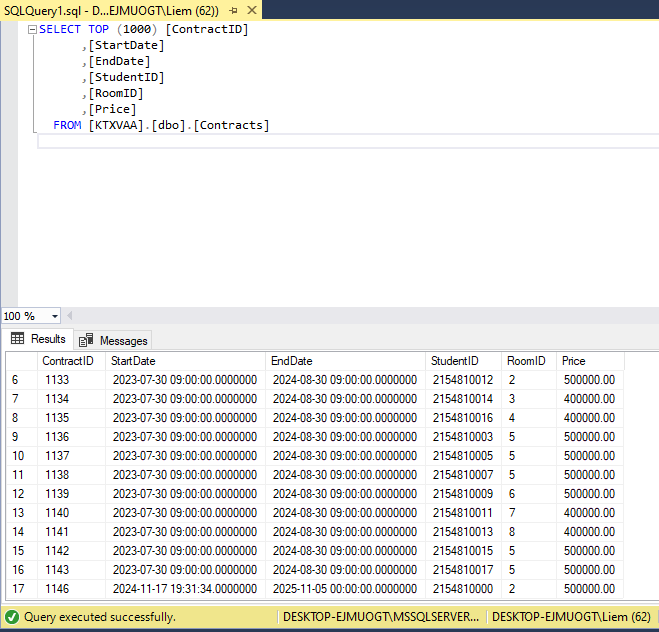 SQLQuery1.sql - D...EJMUOGT\Liem (62))
SELECT TOP (1000) [ContractID]
,[StartDate]
,[EndDate]
,[StudentID]
,[RoomID]
,[Price]
FROM [KTXVAA].[dbo].[Contracts]
100 %
Results Messages
ContractID StartDate EndDate StudentID RoomID Price
6 1133 2023-07-30 09:00:00.0000000 2024-08-30 09:00:00.0000000 2154810012 2 500000.00
7 1134 2023-07-30 09:00:00.0000000 2024-08-30 09:00:00.0000000 2154810014 3 400000.00
8 1135 2023-07-30 09:00:00.0000000 2024-08-30 09:00:00.0000000 2154810016 4 400000.00
9 1136 2023-07-30 09:00:00.0000000 2024-08-30 09:00:00.0000000 2154810003 5 500000.00
10 1137 2023-07-30 09:00:00.0000000 2024-08-30 09:00:00.0000000 2154810005 5 500000.00
11 1138 2023-07-30 09:00:00.0000000 2024-08-30 09:00:00.0000000 2154810007 5 500000.00
12 1139 2023-07-30 09:00:00.0000000 2024-08-30 09:00:00.0000000 2154810009 6 500000.00
13 1140 2023-07-30 09:00:00.0000000 2024-08-30 09:00:00.0000000 2154810011 7 400000.00
14 1141 2023-07-30 09:00:00.0000000 2024-08-30 09:00:00.0000000 2154810013 8 400000.00
15 1142 2023-07-30 09:00:00.0000000 2024-08-30 09:00:00.0000000 2154810015 5 500000.00
16 1143 2023-07-30 09:00:00.0000000 2024-08-30 09:00:00.0000000 2154810017 5 500000.00
17 1146 2024-11-17 19:31:34.0000000 2025-11-05 00:00:00.0000000 2154810000 2 500000.00
Query executed successfully. DESKTOP-EJMUOGT\MSSQLSERVER... DESKTOP-EJMUOGT\Liem (62)